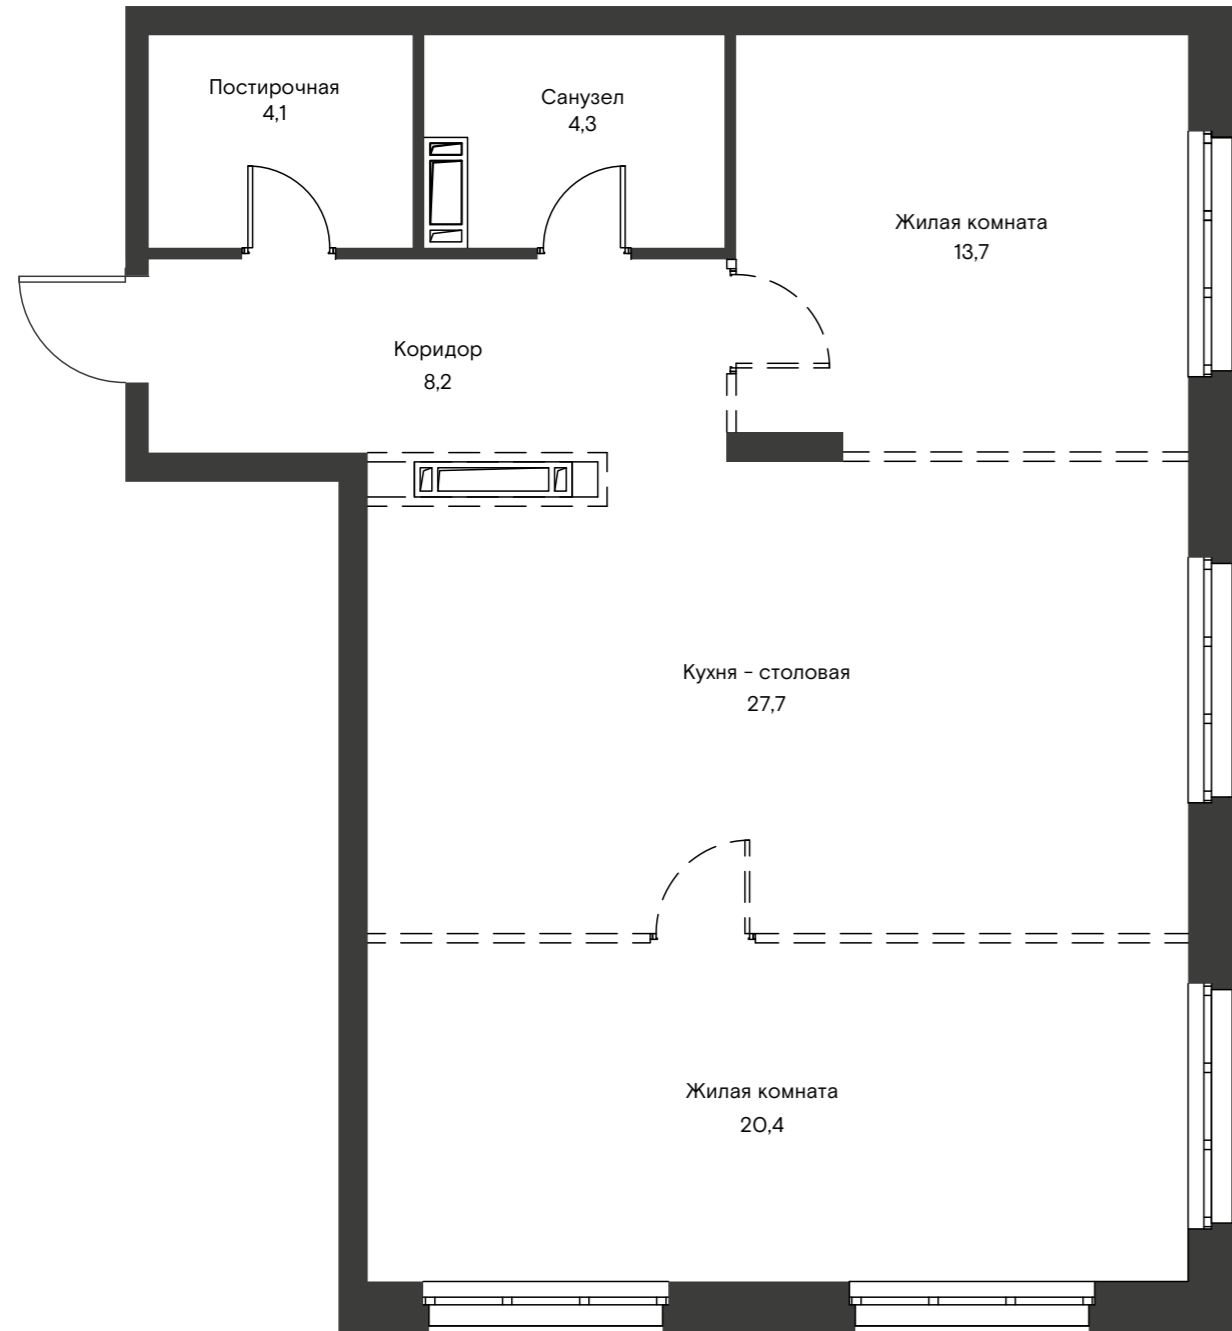 Постирочная
4,1
Санузел
4,3
Жилая комната
13,7
Коридор
8,2
Кухня - столовая
27,7
Жилая комната
20,4